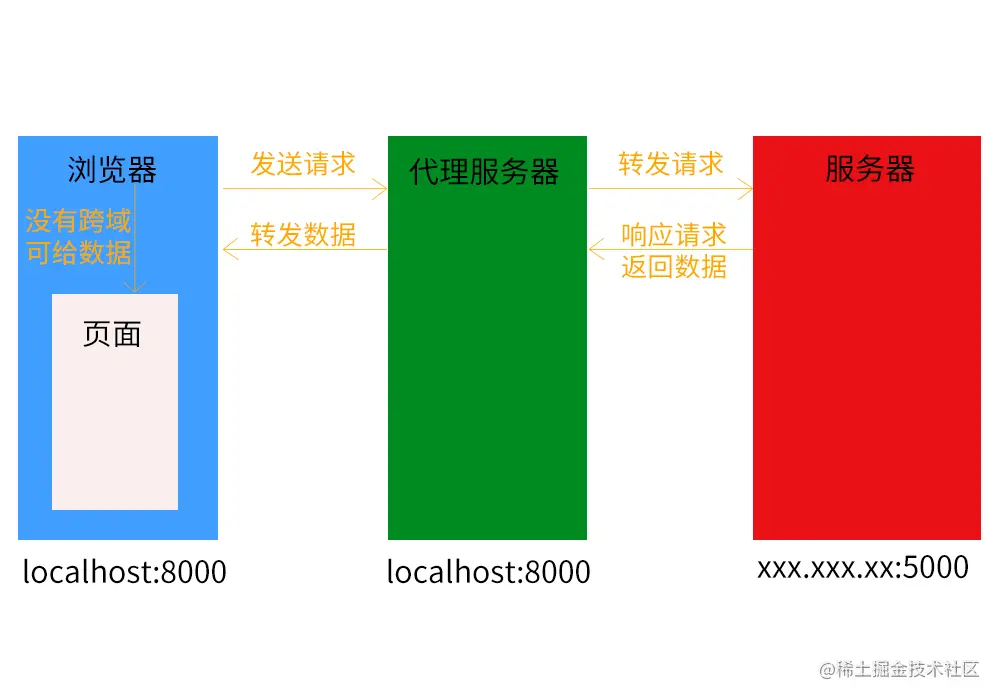 浏览器
发送请求
代理服务器
转发请求
服务器
没有跨域
可给数据
转发数据
响应请求
返回数据
页面
localhost:8000
localhost:8000
xxx.xxx.xx:5000
@稀土掘金技术社区